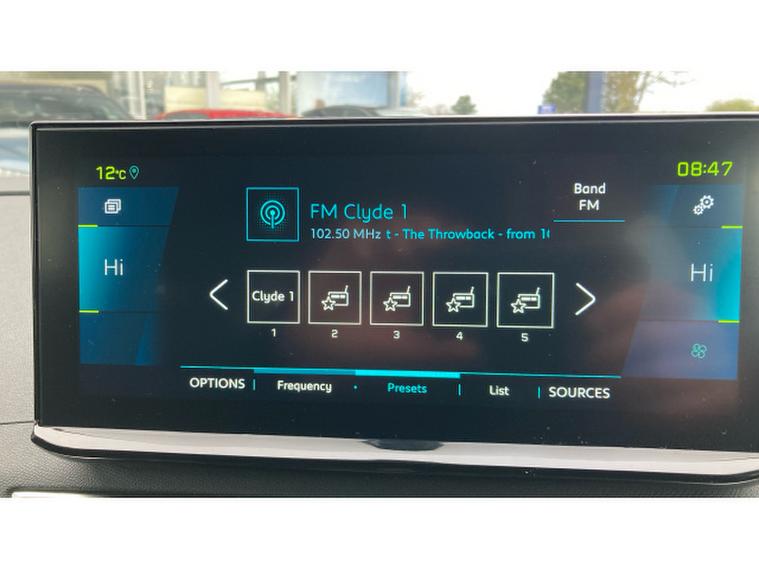 12°C
08:47
Band
FM
FM Clyde 1
102.50 MHz t - The Throwback - from 1
Hi
Hi
Clyde 1
1 2 3 4 5
OPTIONS Frequency Presets List SOURCES